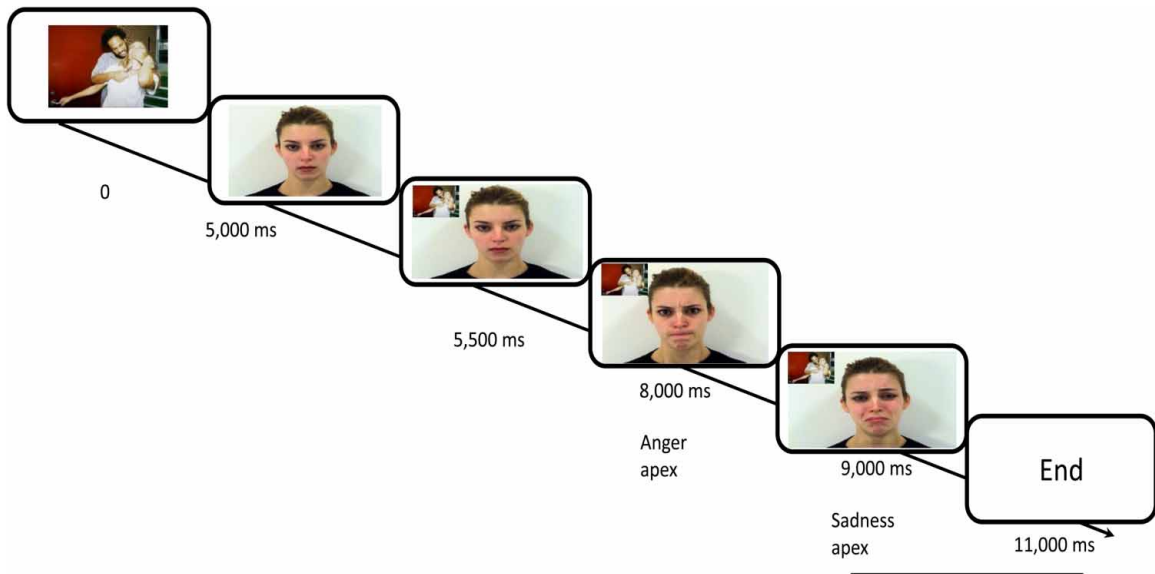 0
5,000 ms
5,500 ms
8,000 ms
Anger
apex
9,000 ms
Sadness
apex
End
11,000 ms